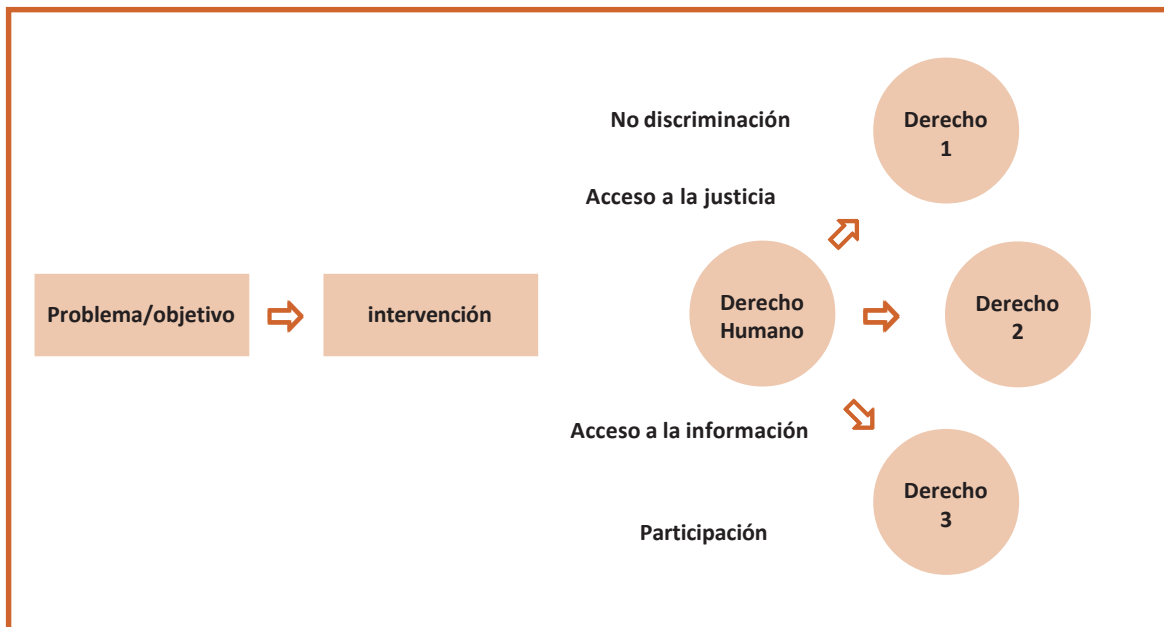 No discriminación
Derecho
1
Acceso a la justicia
Problema/objetivo
intervención
Derecho
Humano
Derecho
2
Acceso a la información
Derecho
3
Participación